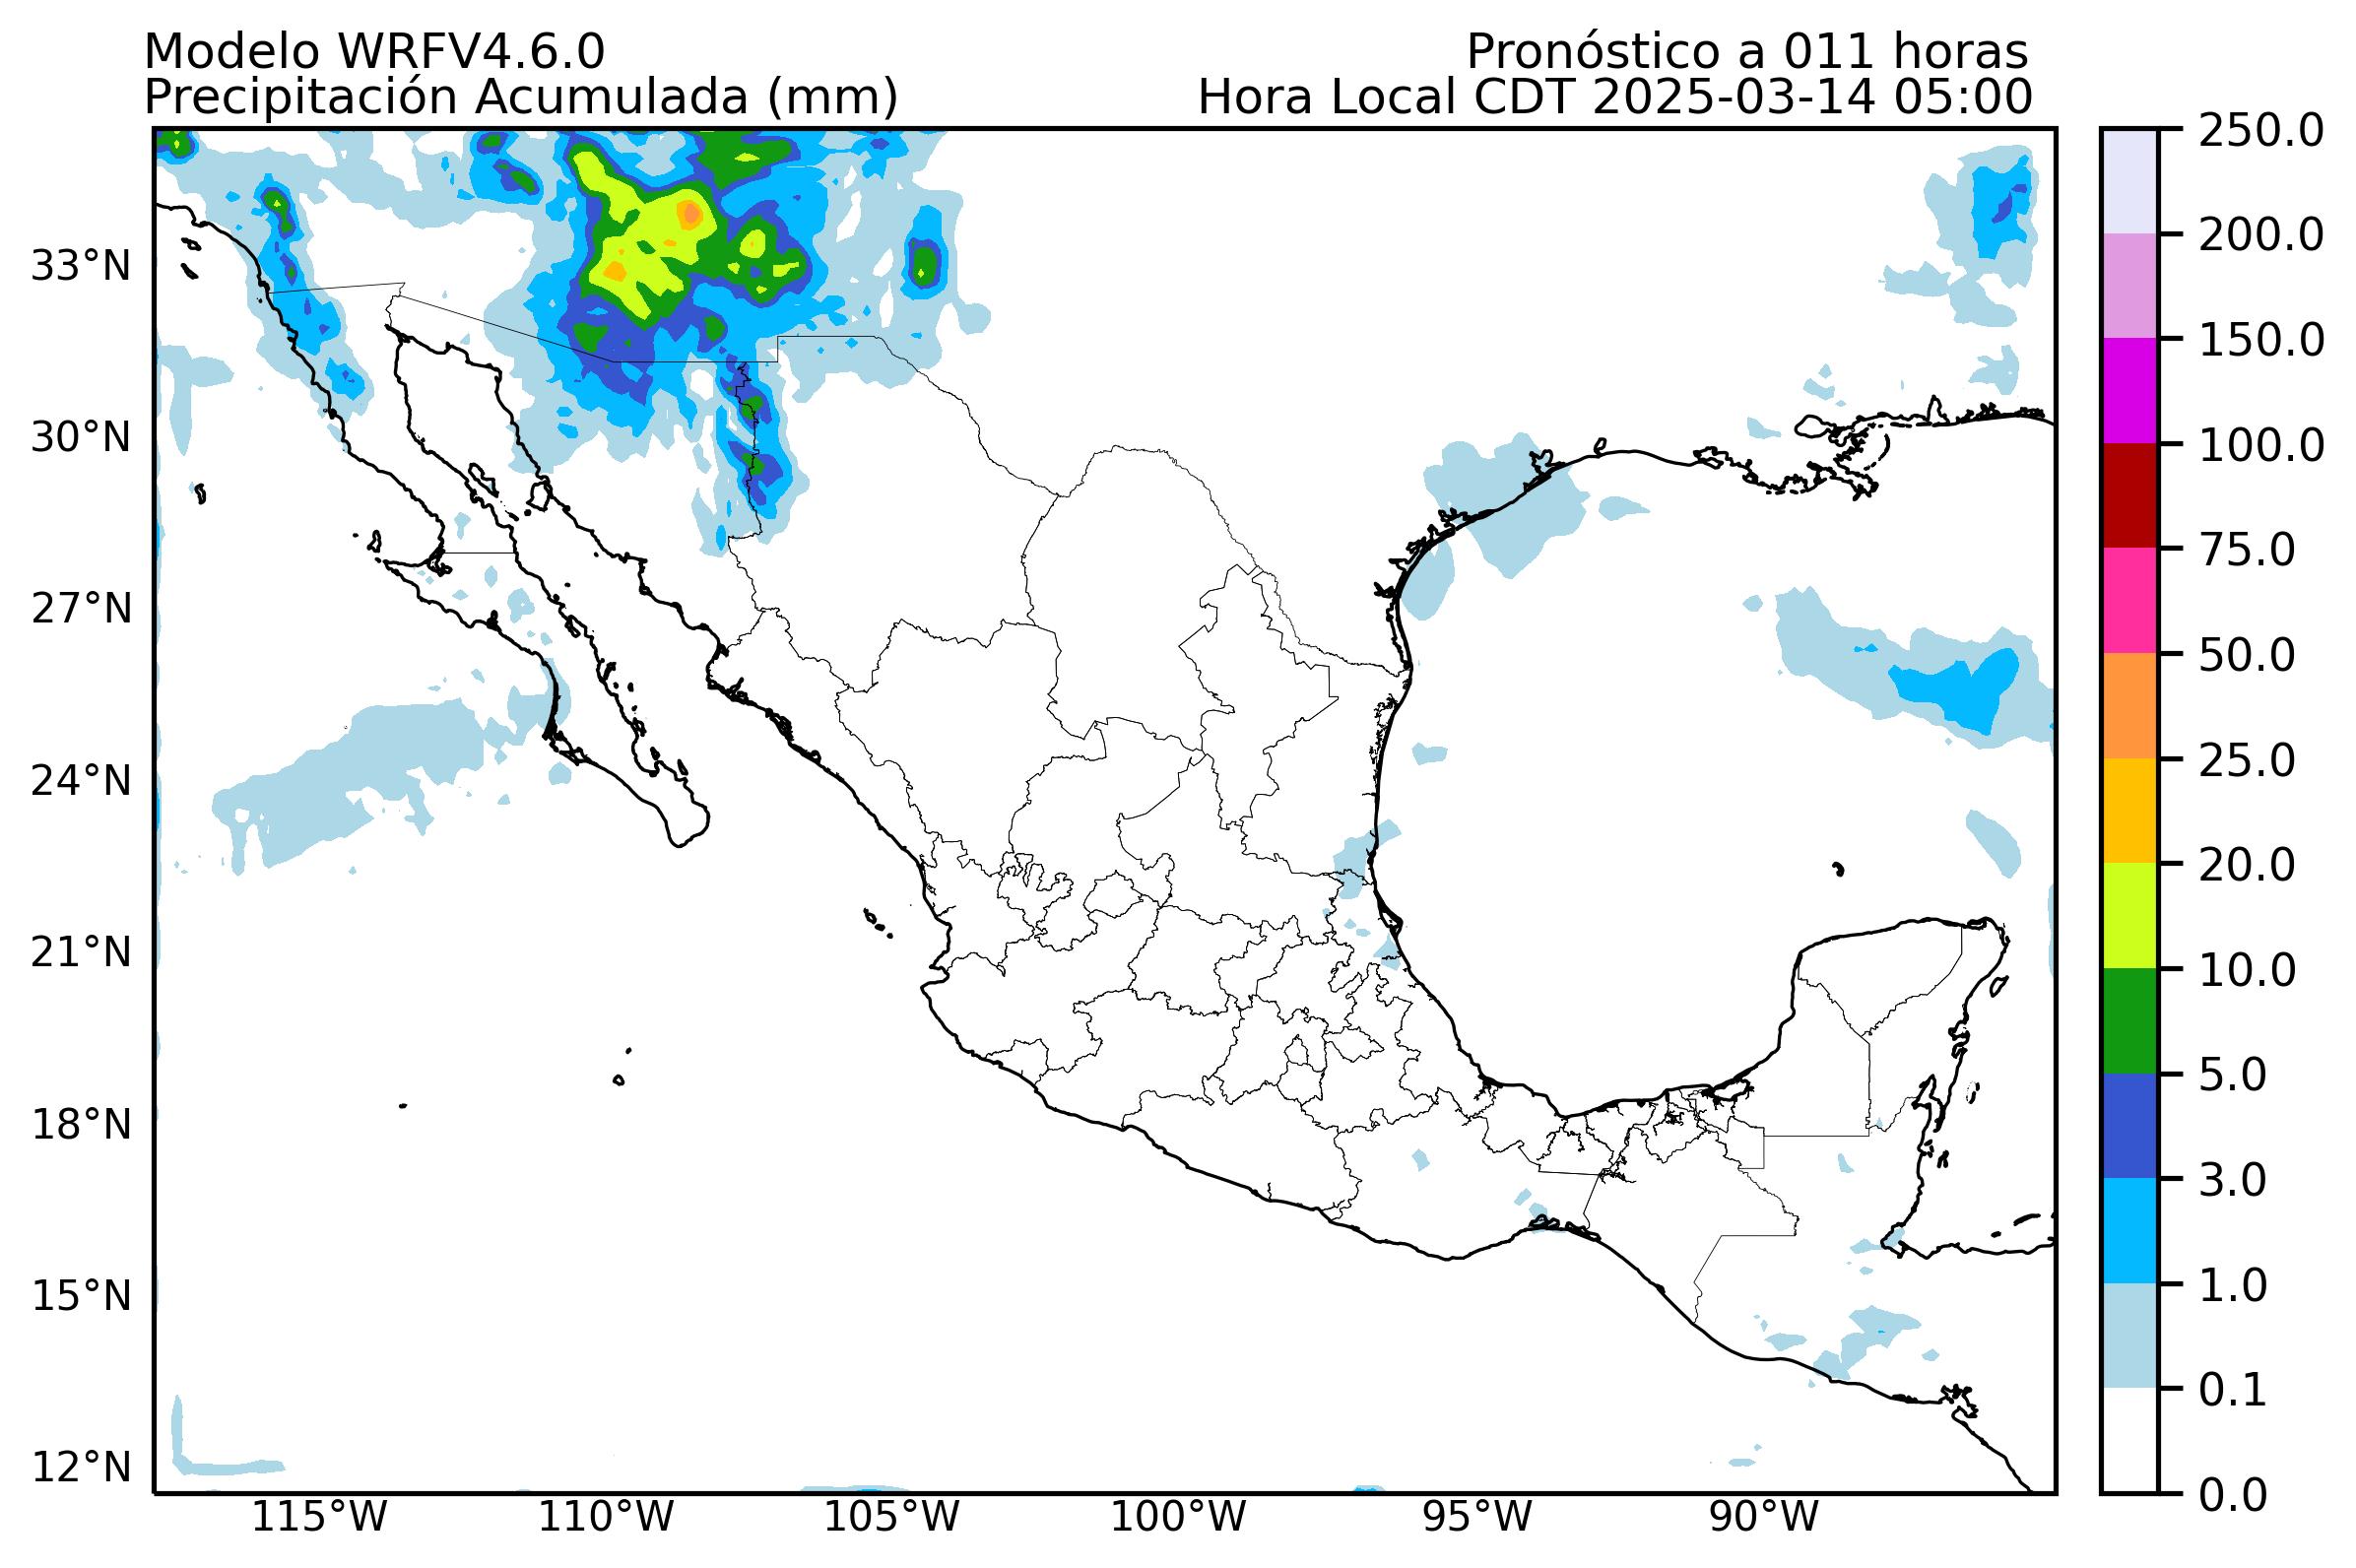 Modelo WRFV4.6.0
Pronóstico a 011 horas
Precipitación Acumulada (mm)
Hora Local CDT 2025-03-14 05:00
33°N
30°N
27°N
24°N
21°N
18°N
15°N
12°N
115°W
110°W
105°W
100°W
95°W
90°W
250.0
200.0
150.0
100.0
75.0
50.0
25.0
20.0
10.0
5.0
3.0
1.0
0.1
0.0